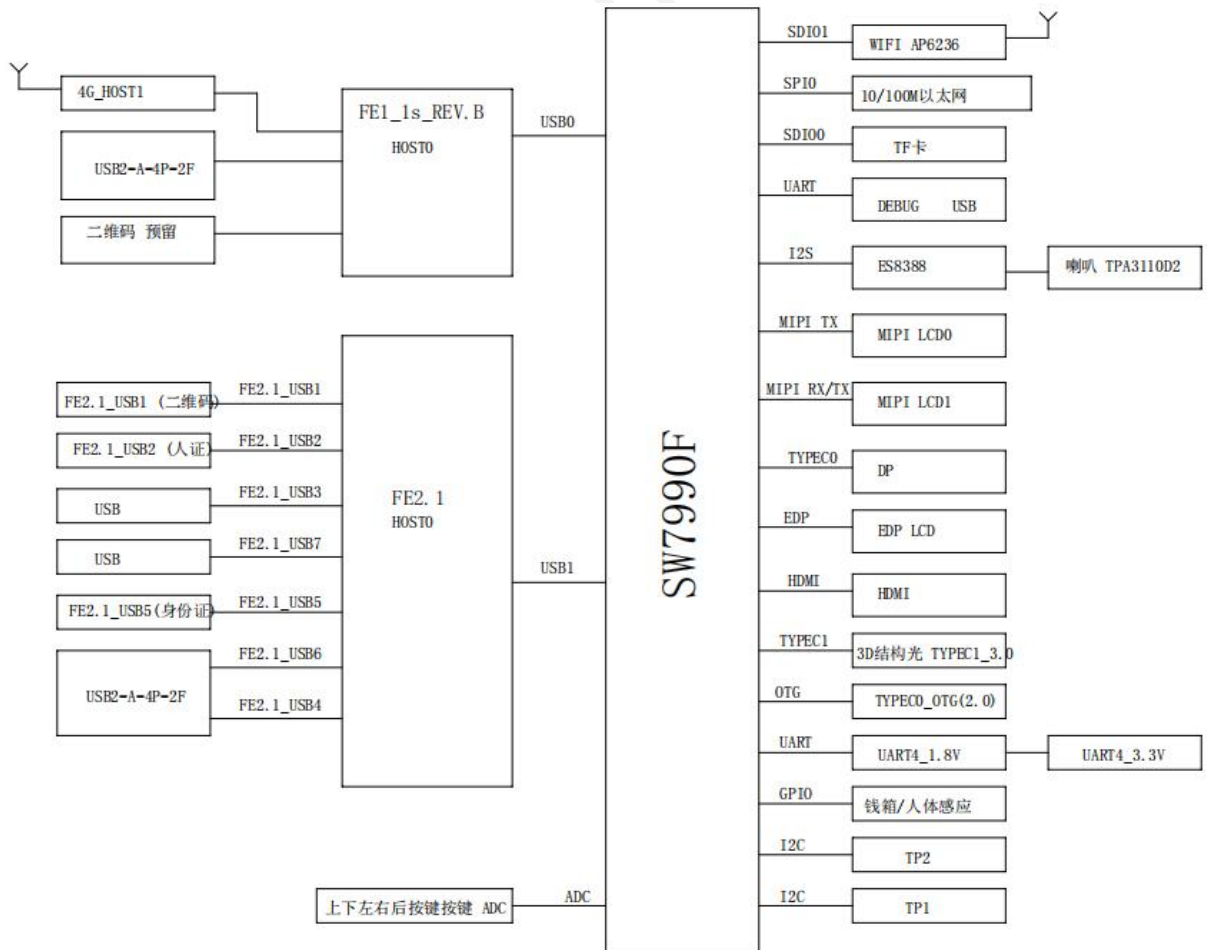 4G_HOST1
USB2-A-4P-2F
二维码 预留
FE1_1s_REV.B
HOST0
USB0
FE2.1_USB1 (二维码)
FE2.1_USB1
FE2.1_USB2 (人证)
FE2.1_USB2
USB
FE2.1_USB3
USB
FE2.1_USB7
FE2.1_USB5(身份证)
FE2.1_USB5
USB2-A-4P-2F
FE2.1_USB6
FE2.1_USB4
FE2.1
HOST0
USB1
上下左右后按键按键 ADC
ADC
SW7990F
SDIO1
WIFI AP6236
SPIO
10/100M以太网
SDIO0
TF卡
UART
DEBUG USB
I2S
ES8388
喇叭 TPA3110D2
MIPI TX
MIPI LCD0
MIPI RX/TX
MIPI LCD1
TYPEC0
DP
EDP
EDP LCD
HDMI
HDMI
TYPEC1
3D结构光 TYPEC1_3.0
OTG
TYPEC0_OTG(2.0)
UART
UART4_1.8V
UART4_3.3V
GPIO
钱箱/人体感应
I2C
TP2
I2C
TP1